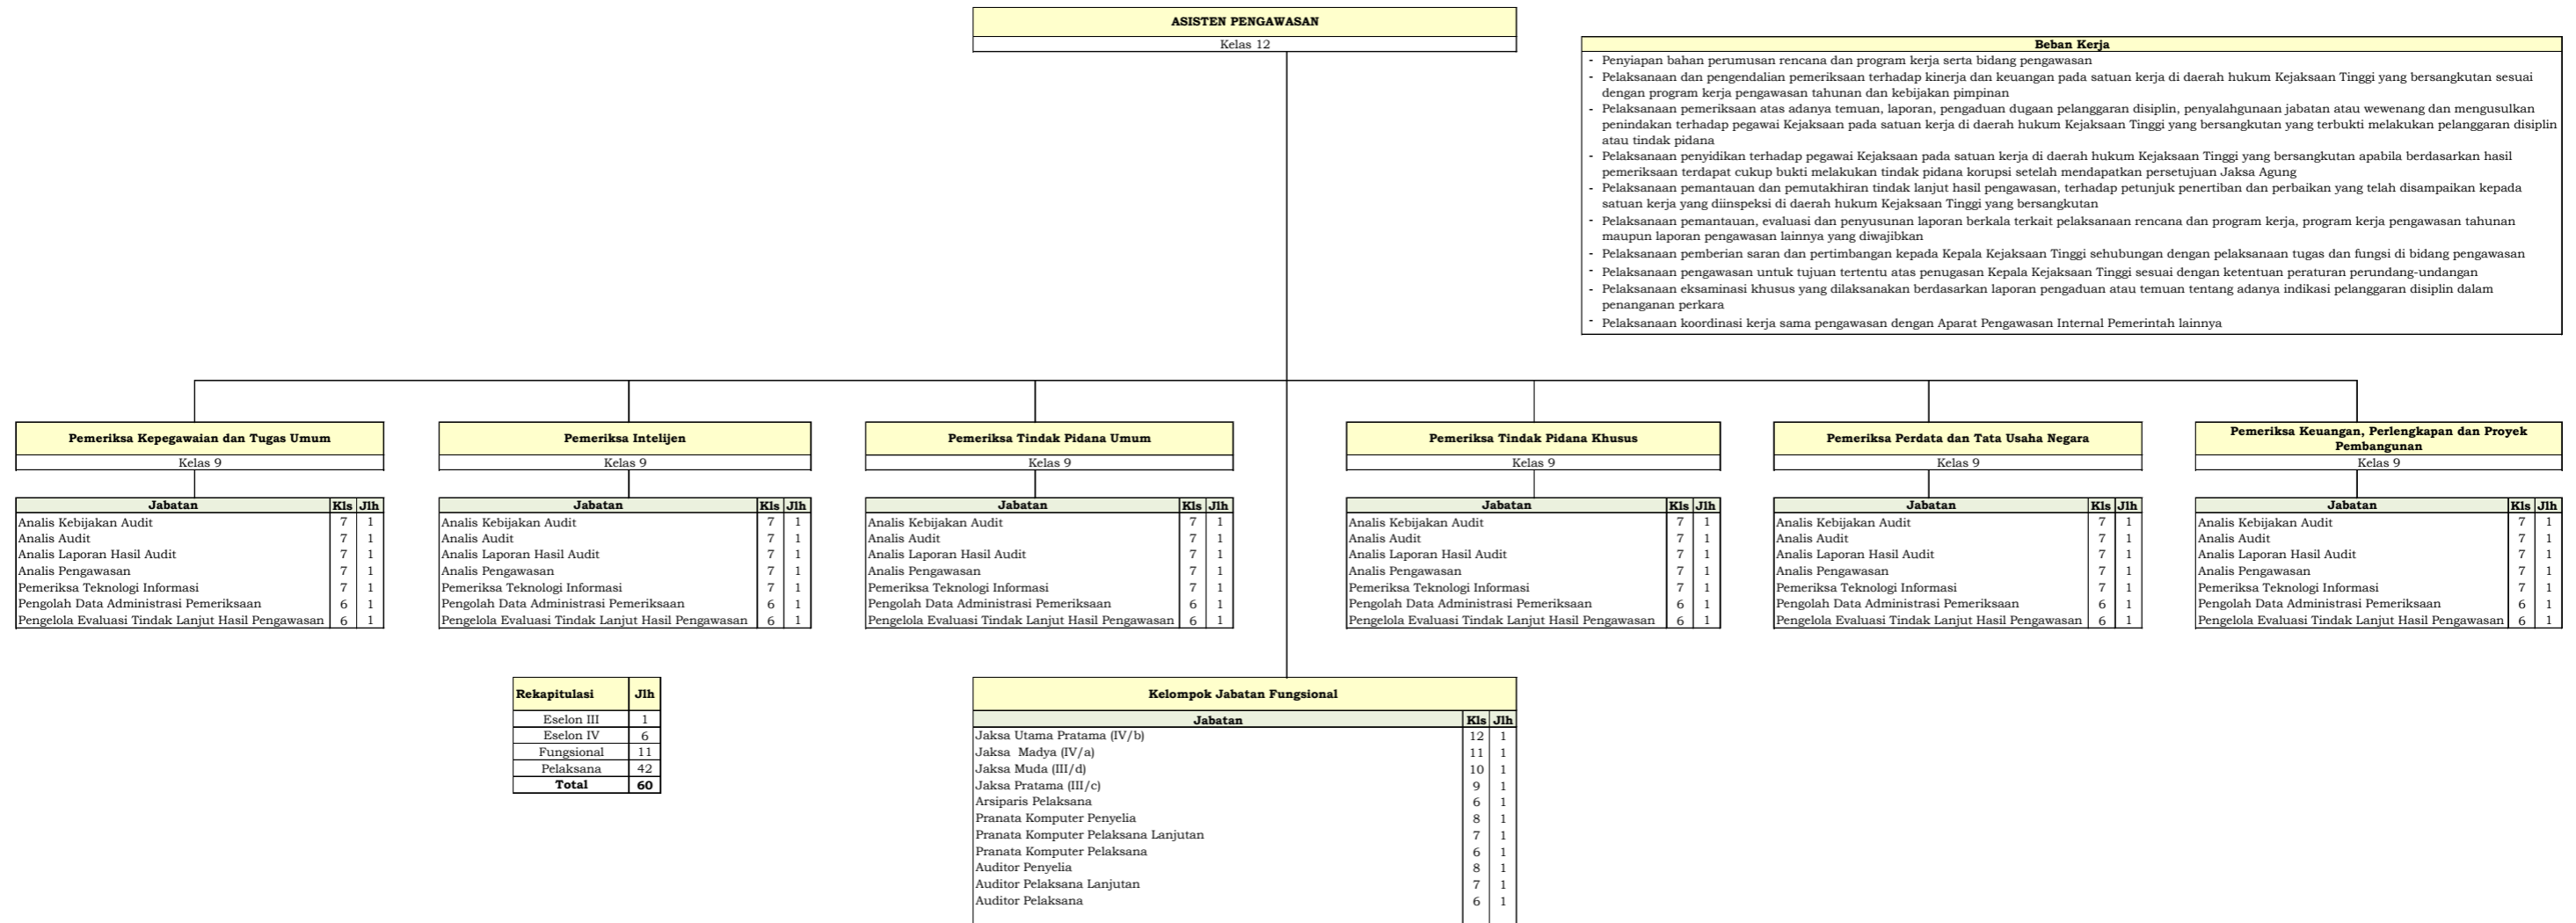 ASISTEN PENGAWASAN
Kelas 12
Beban Kerja
- Penyiapan bahan perumusan rencana dan program kerja serta bidang pengawasan
- Pelaksanaan dan pengendalian pemeriksaan terhadap kinerja dan keuangan pada satuan kerja di daerah hukum Kejaksaan Tinggi yang bersangkutan sesuai
dengan program kerja pengawasan tahunan dan kebijakan pimpinan
- Pelaksanaan pemeriksaan atas adanya temuan, laporan, pengaduan dugaan pelanggaran disiplin, penyalahgunaan jabatan atau wewenang dan mengusulkan
penindakan terhadap pegawai Kejaksaan pada satuan kerja di daerah hukum Kejaksaan Tinggi yang bersangkutan yang terbukti melakukan pelanggaran disiplin
atau tindak pidana
- Pelaksanaan penyidikan terhadap pegawai Kejaksaan pada satuan kerja di daerah hukum Kejaksaan Tinggi yang bersangkutan apabila berdasarkan hasil
pemeriksaan terdapat cukup bukti melakukan tindak pidana korupsi setelah mendapatkan persetujuan Jaksa Agung
- Pelaksanaan pemantauan dan pemutakhiran tindak lanjut hasil pengawasan, terhadap petunjuk penertiban dan perbaikan yang telah disampaikan kepada
satuan kerja yang diinspeksi di daerah hukum Kejaksaan Tinggi yang bersangkutan
- Pelaksanaan pemantauan, evaluasi dan penyusunan laporan berkala terkait pelaksanaan rencana dan program kerja, program kerja pengawasan tahunan
maupun laporan pengawasan lainnya yang diwajibkan
- Pelaksanaan pemberian saran dan pertimbangan kepada Kepala Kejaksaan Tinggi sehubungan dengan pelaksanaan tugas dan fungsi di bidang pengawasan
- Pelaksanaan pengawasan untuk tujuan tertentu atas penugasan Kepala Kejaksaan Tinggi sesuai dengan ketentuan peraturan perundang-undangan
- Pelaksanaan eksaminasi khusus yang dilaksanakan berdasarkan laporan pengaduan atau temuan tentang adanya indikasi pelanggaran disiplin dalam
penanganan perkara
- Pelaksanaan koordinasi kerja sama pengawasan dengan Aparat Pengawasan Internal Pemerintah lainnya
Pemeriksa Kepegawaian dan Tugas Umum
Kelas 9
Jabatan Kls Jlh
Analis Kebijakan Audit 7 1
Analis Audit 7 1
Analis Laporan Hasil Audit 7 1
Analis Pengawasan 7 1
Pemeriksa Teknologi Informasi 7 1
Pengolah Data Administrasi Pemeriksaan 6 1
Pengelola Evaluasi Tindak Lanjut Hasil Pengawasan 6 1
Pemeriksa Intelijen
Kelas 9
Jabatan Kls Jlh
Analis Kebijakan Audit 7 1
Analis Audit 7 1
Analis Laporan Hasil Audit 7 1
Analis Pengawasan 7 1
Pemeriksa Teknologi Informasi 7 1
Pengolah Data Administrasi Pemeriksaan 6 1
Pengelola Evaluasi Tindak Lanjut Hasil Pengawasan 6 1
Pemeriksa Tindak Pidana Umum
Kelas 9
Jabatan Kls Jlh
Analis Kebijakan Audit 7 1
Analis Audit 7 1
Analis Laporan Hasil Audit 7 1
Analis Pengawasan 7 1
Pemeriksa Teknologi Informasi 7 1
Pengolah Data Administrasi Pemeriksaan 6 1
Pengelola Evaluasi Tindak Lanjut Hasil Pengawasan 6 1
Pemeriksa Tindak Pidana Khusus
Kelas 9
Jabatan Kls Jlh
Analis Kebijakan Audit 7 1
Analis Audit 7 1
Analis Laporan Hasil Audit 7 1
Analis Pengawasan 7 1
Pemeriksa Teknologi Informasi 7 1
Pengolah Data Administrasi Pemeriksaan 6 1
Pengelola Evaluasi Tindak Lanjut Hasil Pengawasan 6 1
Pemeriksa Perdata dan Tata Usaha Negara
Kelas 9
Jabatan Kls Jlh
Analis Kebijakan Audit 7 1
Analis Audit 7 1
Analis Laporan Hasil Audit 7 1
Analis Pengawasan 7 1
Pemeriksa Teknologi Informasi 7 1
Pengolah Data Administrasi Pemeriksaan 6 1
Pengelola Evaluasi Tindak Lanjut Hasil Pengawasan 6 1
Pemeriksa Keuangan, Perlengkapan dan Proyek
Pembangunan
Kelas 9
Jabatan Kls Jlh
Analis Kebijakan Audit 7 1
Analis Audit 7 1
Analis Laporan Hasil Audit 7 1
Analis Pengawasan 7 1
Pemeriksa Teknologi Informasi 7 1
Pengolah Data Administrasi Pemeriksaan 6 1
Pengelola Evaluasi Tindak Lanjut Hasil Pengawasan 6 1
Rekapitulasi Jlh
Eselon III 1
Eselon IV 6
Fungsional 11
Pelaksana 42
Total 60
Kelompok Jabatan Fungsional
Jabatan Kls Jlh
Jaksa Utama Pratama (IV/b) 12 1
Jaksa Madya (IV/a) 11 1
Jaksa Muda (III/d) 10 1
Jaksa Pratama (III/c) 9 1
Arsiparis Pelaksana 6 1
Pranata Komputer Penyelia 8 1
Pranata Komputer Pelaksana Lanjutan 7 1
Pranata Komputer Pelaksana 6 1
Auditor Penyelia 8 1
Auditor Pelaksana Lanjutan 7 1
Auditor Pelaksana 6 1